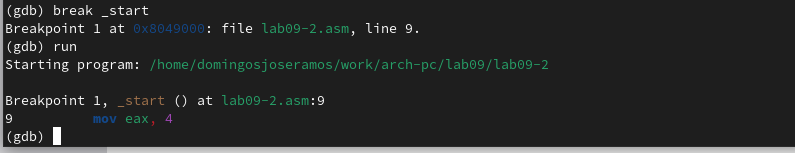 (gdb) break _start
Breakpoint 1 at 0x8049000: file lab09-2.asm, line 9.
(gdb) run
Starting program: /home/domingosjoseramos/work/arch-pc/lab09/lab09-2
Breakpoint 1, _start () at lab09-2.asm:9
9 mov eax, 4
(gdb)